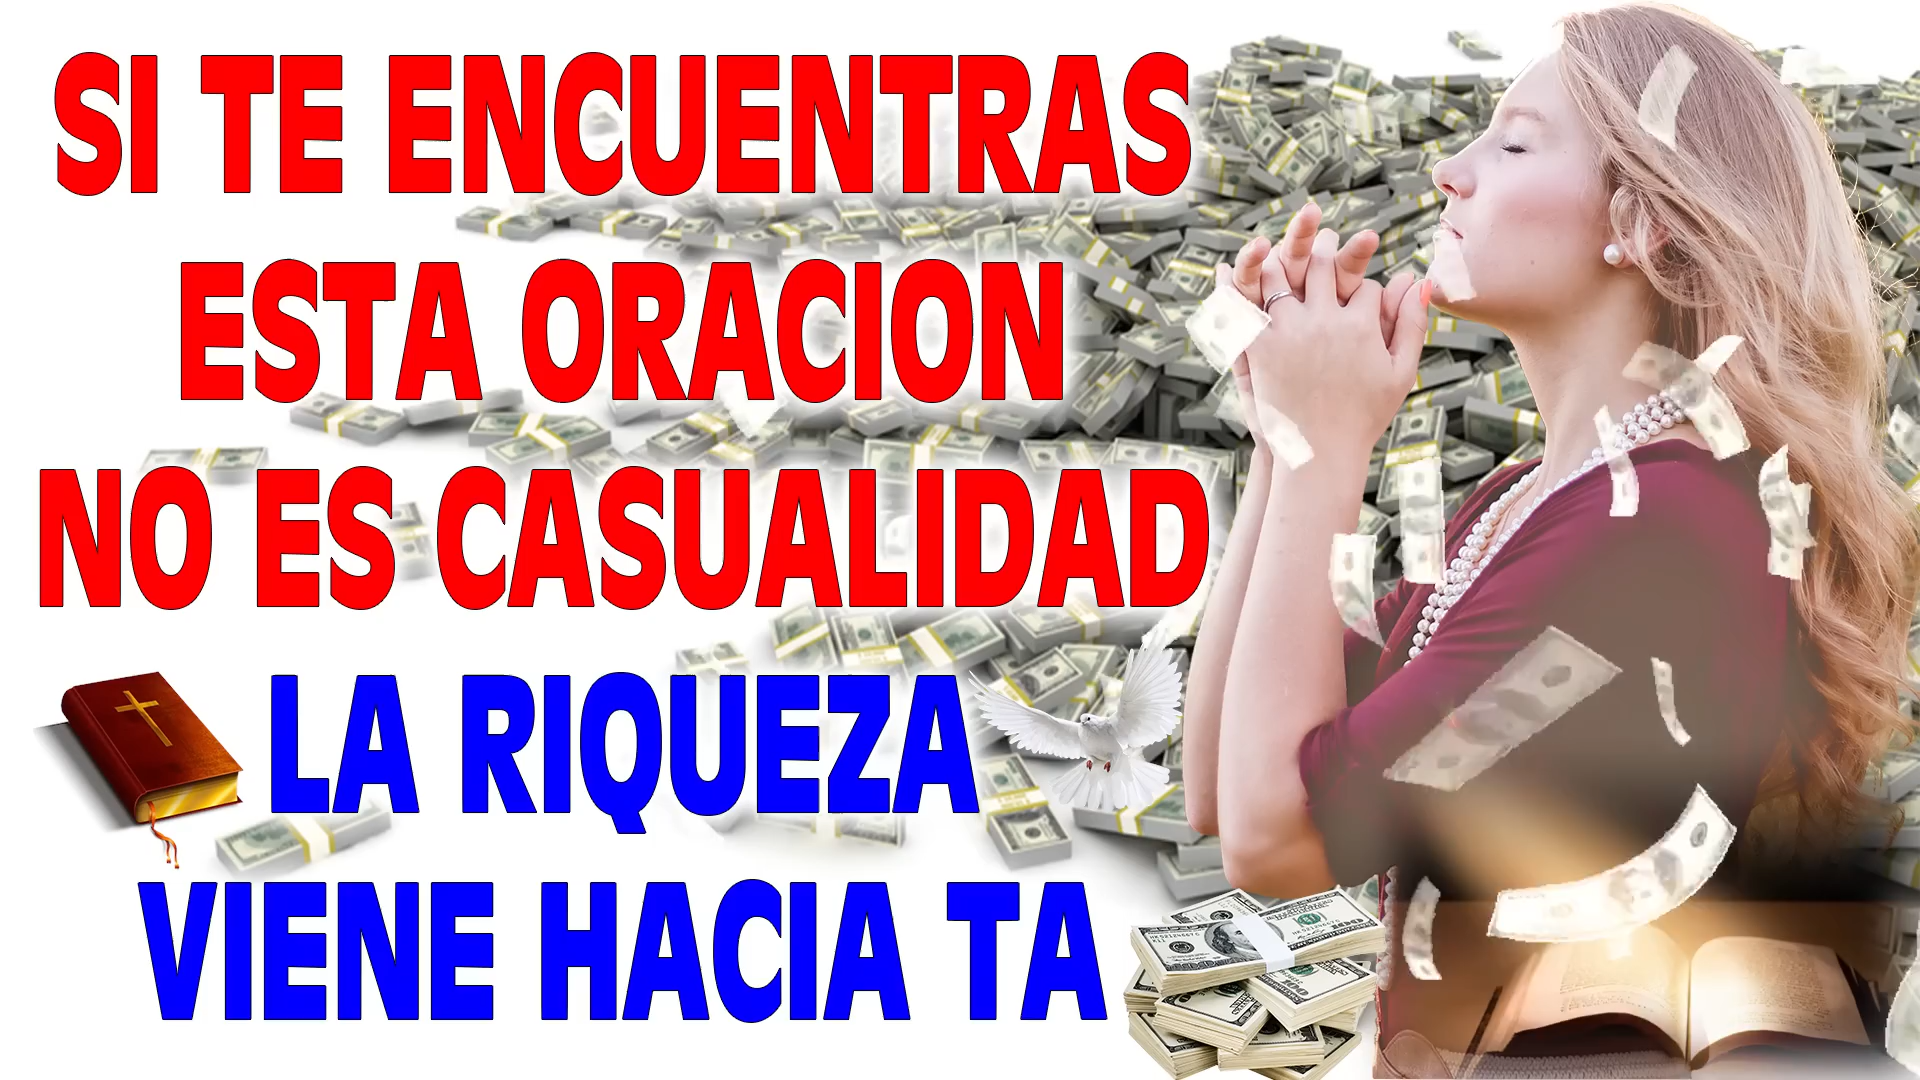 SI TE ENCUENTRAS
ESTA ORACION
NO ES CASUALIDAD
LA RIQUEZA
VIENE HACIA TA